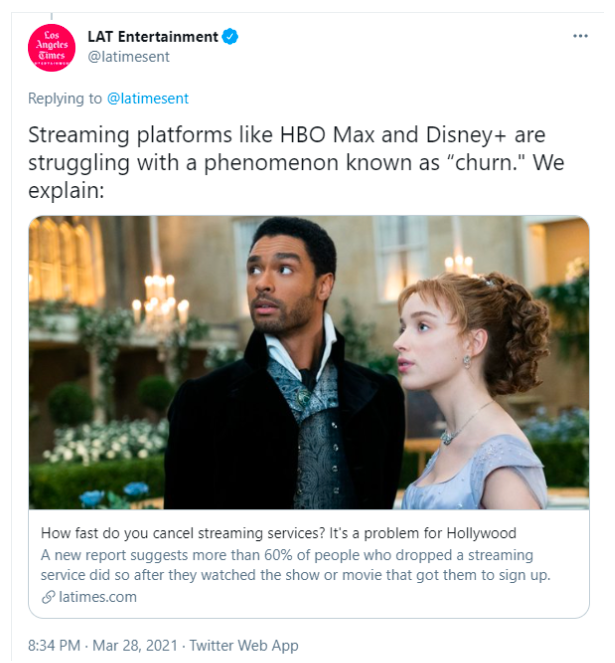 Los
Angeles
Times
ENTERTAINMENT
LAT Entertainment
@latimesent
Replying to @latimesent
Streaming platforms like HBO Max and Disney+ are
struggling with a phenomenon known as “churn." We
explain:
How fast do you cancel streaming services? It's a problem for Hollywood
A new report suggests more than 60% of people who dropped a streaming
service did so after they watched the show or movie that got them to sign up.
latimes.com
8:34 PM · Mar 28, 2021 · Twitter Web App